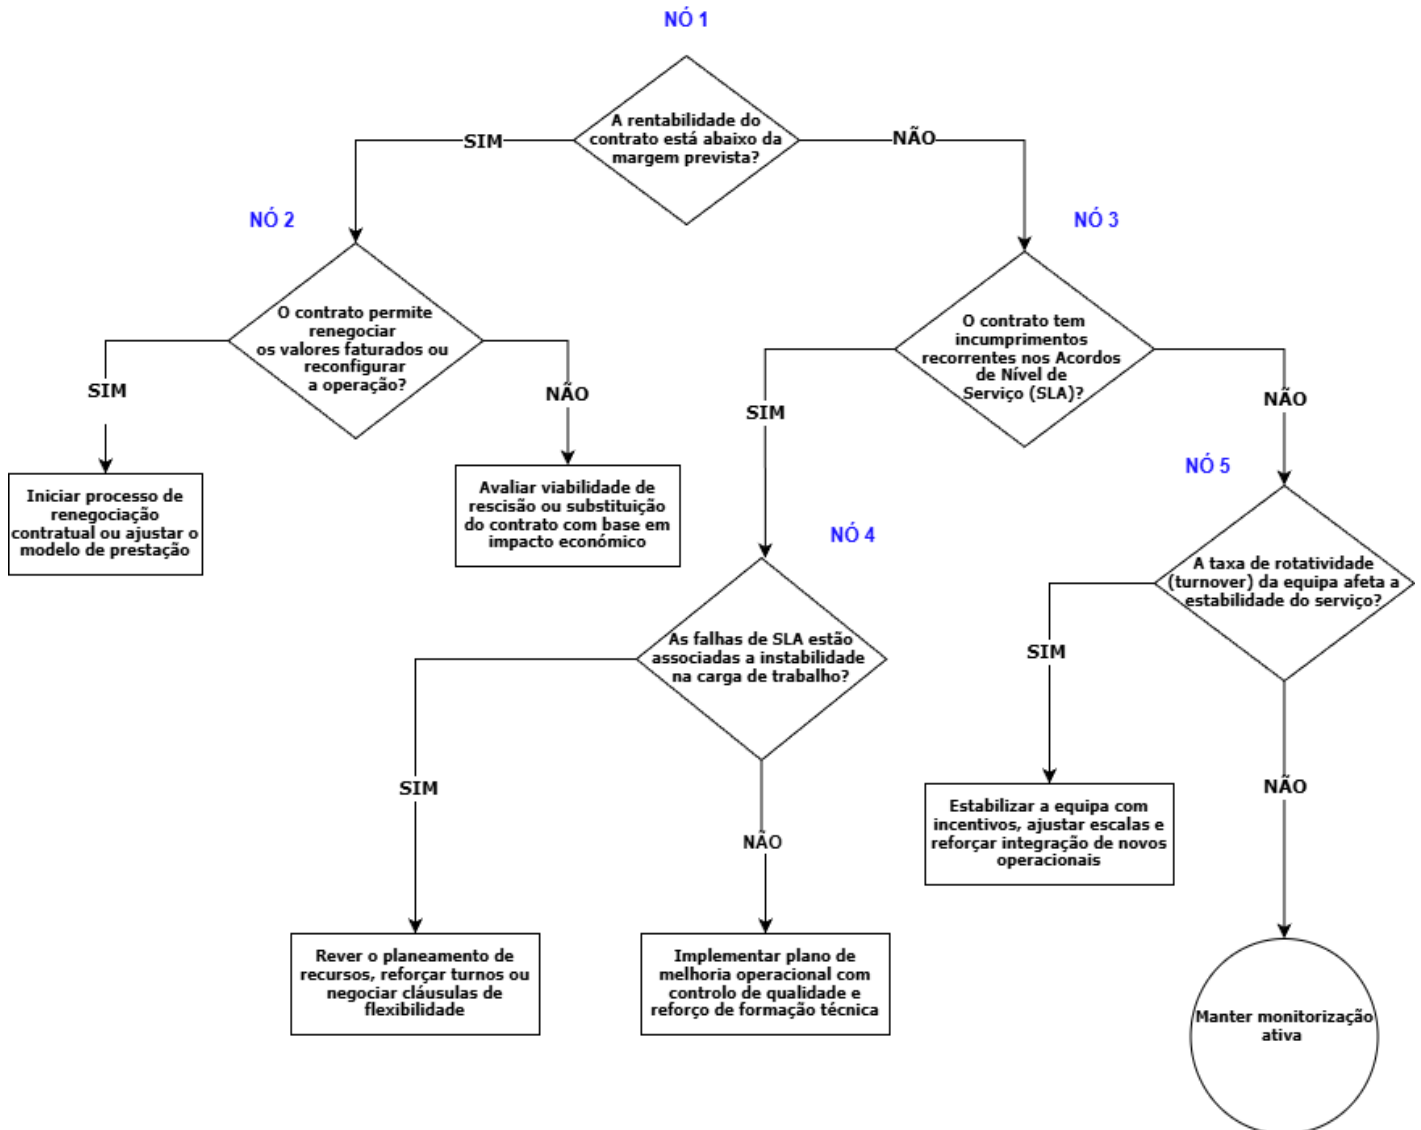 NÓ 1
A rentabilidade do
contrato está abaixo da
margem prevista?
SIM
NÃO
NÓ 2
O contrato permite
renegociar
os valores faturados ou
reconfigurar
a operação?
SIM
NÃO
Iniciar processo de
renegociação
contratual ou ajustar o
modelo de prestação
Avaliar viabilidade de
rescisão ou substituição
do contrato com base em
impacto económico
NÓ 3
O contrato tem
incumprimentos
recorrentes nos Acordos
de Nível de
Serviço (SLA)?
SIM
NÃO
NÓ 4
As falhas de SLA estão
associadas a instabilidade
na carga de trabalho?
SIM
NÃO
Rever o planeamento de
recursos, reforçar turnos ou
negociar cláusulas de
flexibilidade
Implementar plano de
melhoria operacional com
controlo de qualidade e
reforço de formação técnica
NÓ 5
A taxa de rotatividade
(turnover) da equipa afeta a
estabilidade do serviço?
SIM
NÃO
Estabilizar a equipa com
incentivos, ajustar escalas e
reforçar integração de novos
operacionais
Manter monitorização
ativa